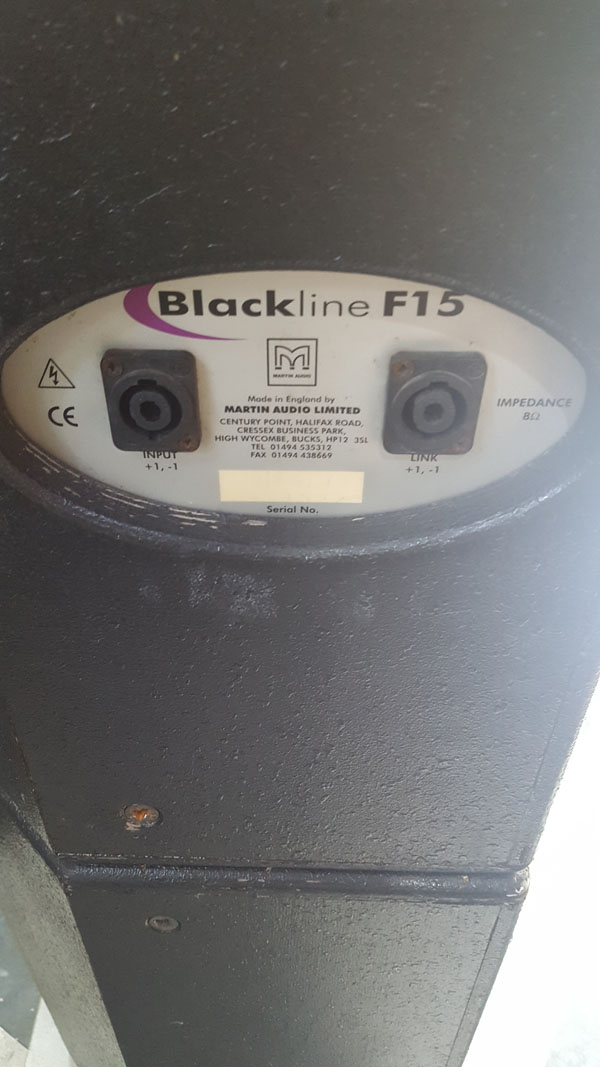 Blackline F15
MARTIN AUDIO
Made in England by
MARTIN AUDIO LIMITED
CENTURY POINT, HALIFAX ROAD,
CRESSEX BUSINESS PARK,
HIGH WYCOMBE, BUCKS, HP12 3SL
TEL 01494 535312
FAX 01494 438669
CE
INPUT
+1, -1
LINK
+1, -1
IMPEDANCE
8Ω
Serial No.